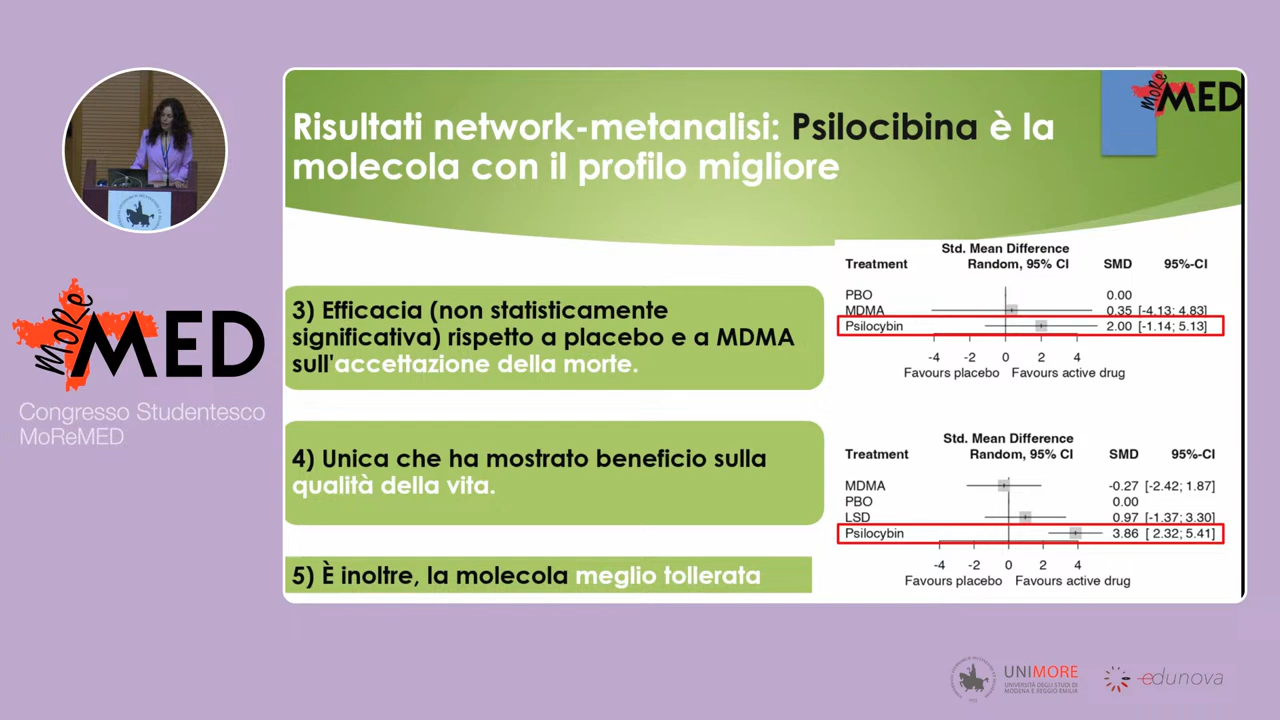 Risultati network-metanalisi: Psilocibina è la
molecola con il profilo migliore
MoRe MED
3) Efficacia (non statisticamente
significativa) rispetto a placebo e a MDMA
sull'accettazione della morte.
Std. Mean Difference
Treatment Random, 95% CI SMD 95%-CI
PBO 0.00
MDMA 0.35 [-4.13; 4.83]
Psilocybin 2.00 [-1.14; 5.13]
-4 -2 0 2 4
Favours placebo Favours active drug
4) Unica che ha mostrato beneficio sulla
qualità della vita.
Std. Mean Difference
Treatment Random, 95% CI SMD 95%-CI
MDMA -0.27 [-2.42; 1.87]
PBO 0.00
LSD 0.97 [-1.37; 3.30]
Psilocybin 3.86 [ 2.32; 5.41]
-4 -2 0 2 4
Favours placebo Favours active drug
5) È inoltre, la molecola meglio tollerata
MoRe MED
Congresso Studentesco
MoReMED
UNIMORE
UNIVERSITÀ DEGLI STUDI DI
MODENA E REGGIO EMILIA
edunova